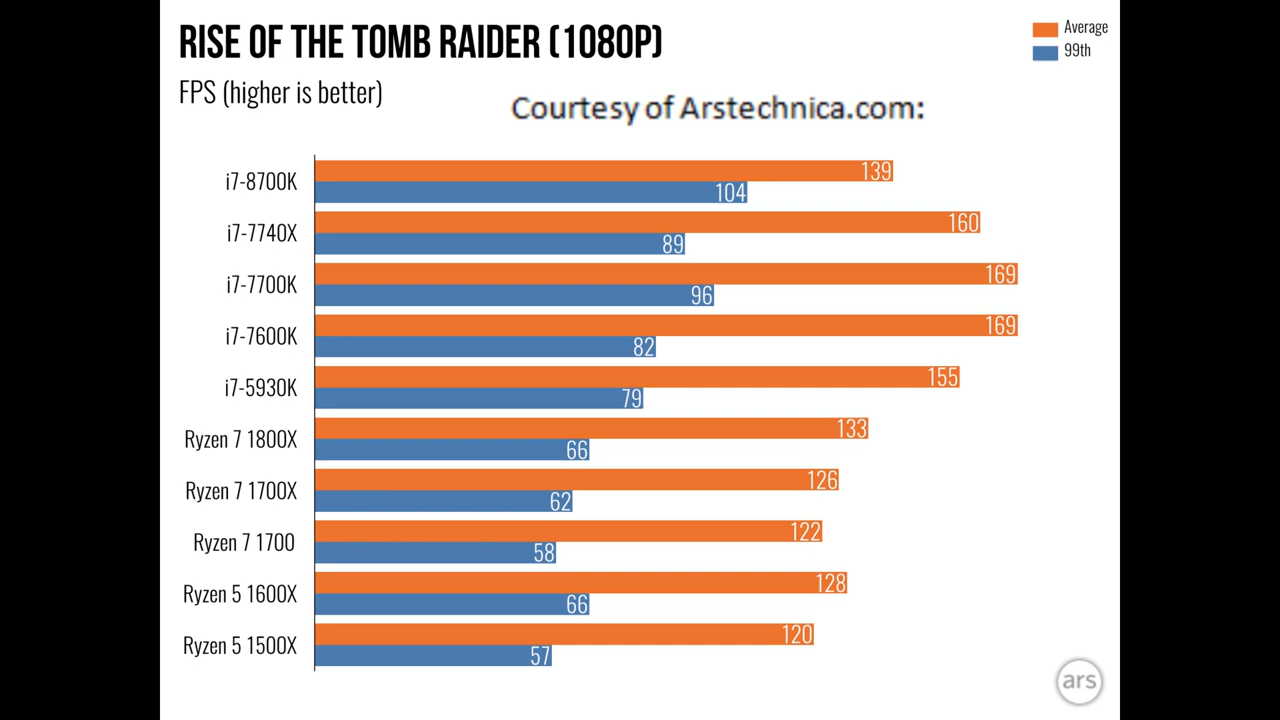 RISE OF THE TOMB RAIDER (1080P)
Average
99th
FPS (higher is better)
Courtesy of Arstechnica.com:
i7-8700K
139
104
i7-7740X
160
89
i7-7700K
169
96
i7-7600K
169
82
i7-5930K
155
79
Ryzen 7 1800X
133
66
Ryzen 7 1700X
126
62
Ryzen 7 1700
122
58
Ryzen 5 1600X
128
66
Ryzen 5 1500X
120
57
ars